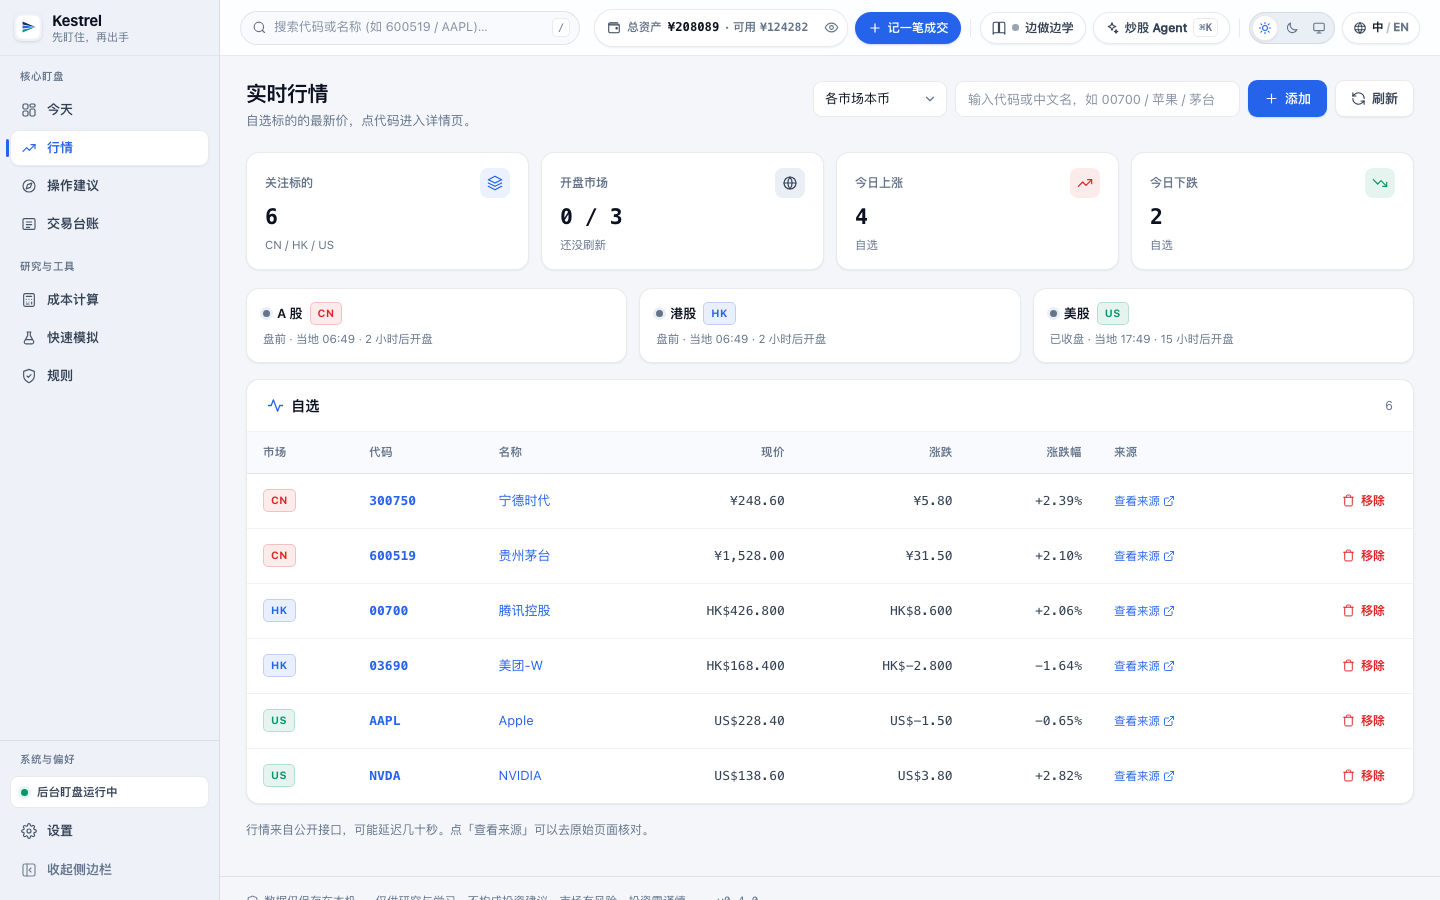 Kestrel
先盯住，再出手
搜索代码或名称 (如 600519 / AAPL)...
/
总资产 ¥208089 · 可用 ¥124282
记一笔成交
边做边学
炒股 Agent ⌘K
中 / EN
核心盯盘
今天
行情
操作建议
交易台账
研究与工具
成本计算
快速模拟
规则
系统与偏好
后台盯盘运行中
设置
收起侧边栏
实时行情
自选标的的最新价，点代码进入详情页。
各市场本币
输入代码或中文名，如 00700 / 苹果 / 茅台
添加
刷新
关注标的
6
CN / HK / US
开盘市场
0 / 3
还没刷新
今日上涨
4
自选
今日下跌
2
自选
A 股 CN
盘前 · 当地 06:49 · 2 小时后开盘
港股 HK
盘前 · 当地 06:49 · 2 小时后开盘
美股 US
已收盘 · 当地 17:49 · 15 小时后开盘
自选 6
市场 代码 名称 现价 涨跌 涨跌幅 来源
CN 300750 宁德时代 ¥248.60 ¥5.80 +2.39% 查看来源 移除
CN 600519 贵州茅台 ¥1,528.00 ¥31.50 +2.10% 查看来源 移除
HK 00700 腾讯控股 HK$426.800 HK$8.600 +2.06% 查看来源 移除
HK 03690 美团-W HK$168.400 HK$−2.800 −1.64% 查看来源 移除
US AAPL Apple US$228.40 US$−1.50 −0.65% 查看来源 移除
US NVDA NVIDIA US$138.60 US$3.80 +2.82% 查看来源 移除
行情来自公开接口，可能延迟几十秒。点「查看来源」可以去原始页面核对。